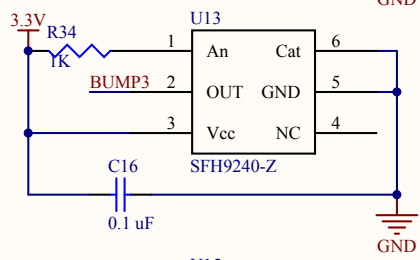 GND
3.3V
R34
1K
U13
1 An Cat 6
BUMP3 2 OUT GND 5
3 Vcc NC 4
SFH9240-Z
C16
0.1 uF
GND